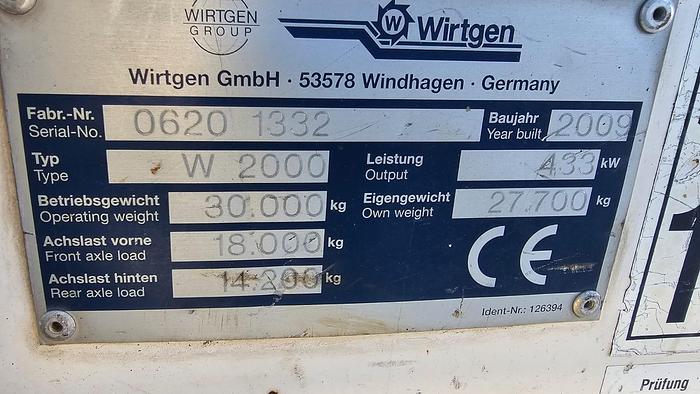 WIRTGEN
GROUP
W Wirtgen
Wirtgen GmbH · 53578 Windhagen · Germany
Fabr.-Nr. 0620 1332 Baujahr 2009
Serial-No. Year built
Typ W 2000 Leistung 433 kW
Type Output
Betriebsgewicht 30.000 kg Eigengewicht 27.700 kg
Operating weight Own weight
Achslast vorne 18.000 kg
Front axle load
Achslast hinten 14.200 kg
Rear axle load
CE
Ident-Nr.: 126394
Prüfung